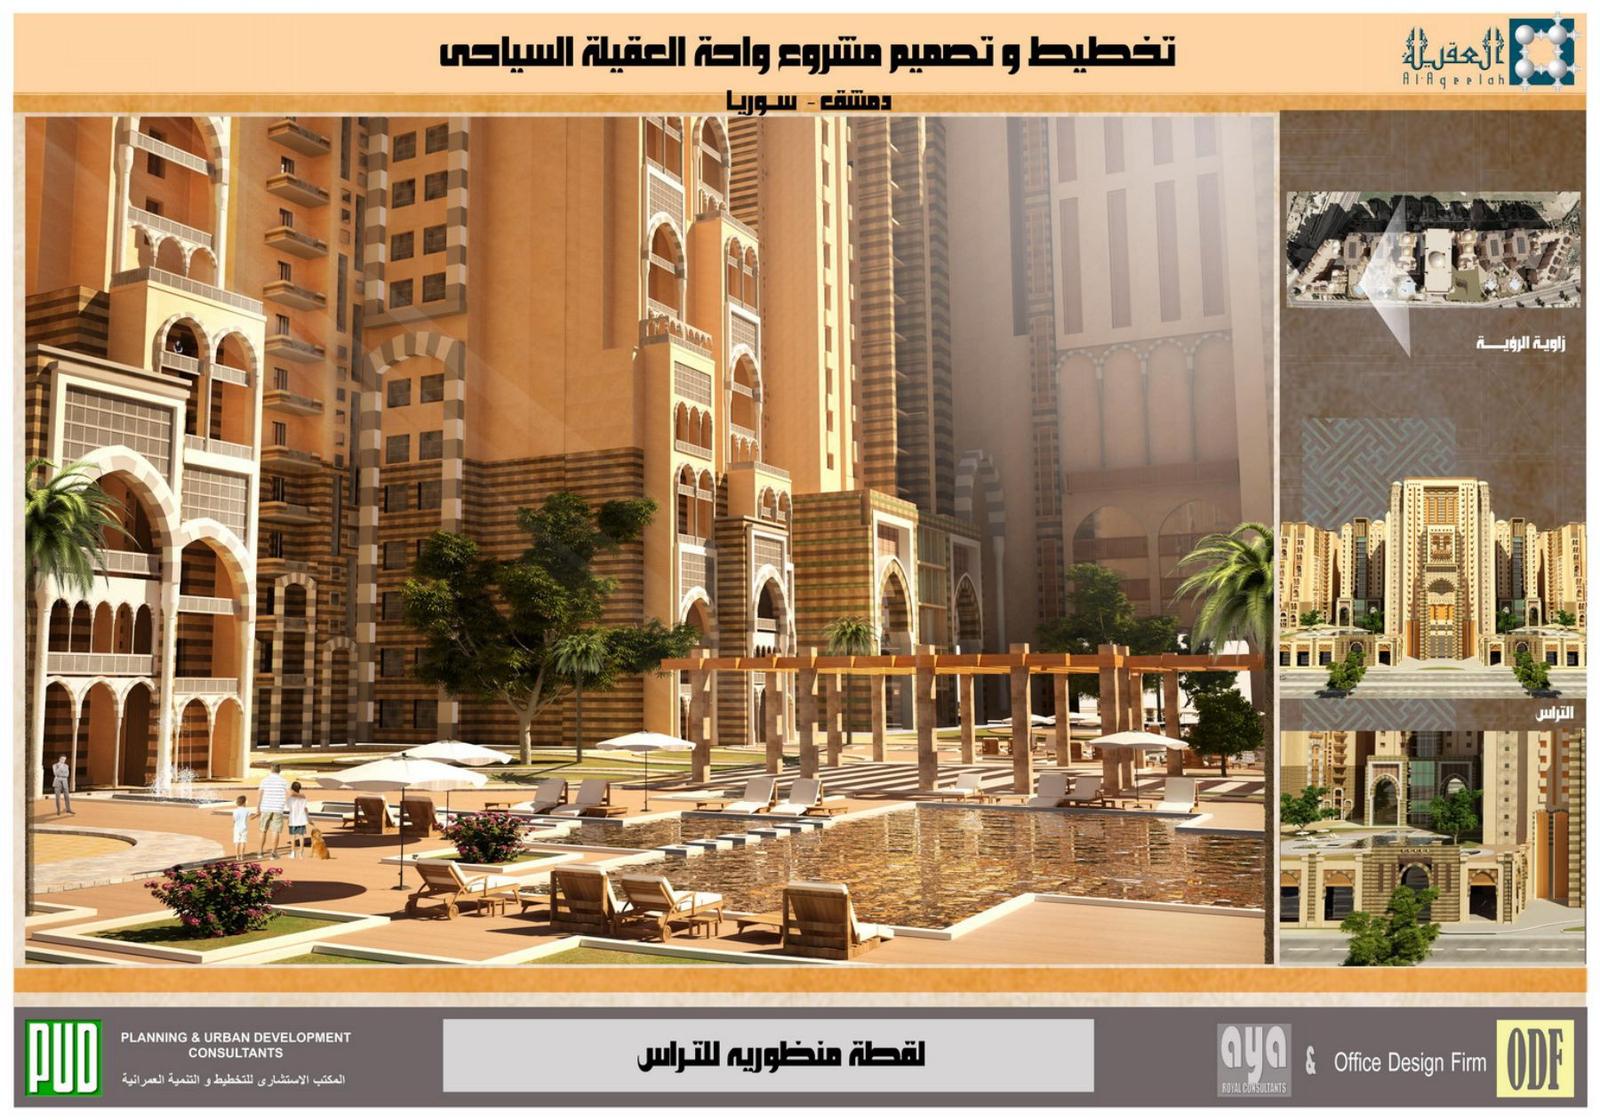 تخطيط و تصميم مشروع واحة العقيلة السياحى
دمشق - سوريا
العقيلة
Al-Aqeelah
زاوية الرؤية
التراس
PUD
PLANNING & URBAN DEVELOPMENT
CONSULTANTS
المكتب الاستشارى للتخطيط و التنمية العمرانية
لقطة منظوريه للتراس
aya
ROYAL CONSULTANTS
& Office Design Firm
ODF